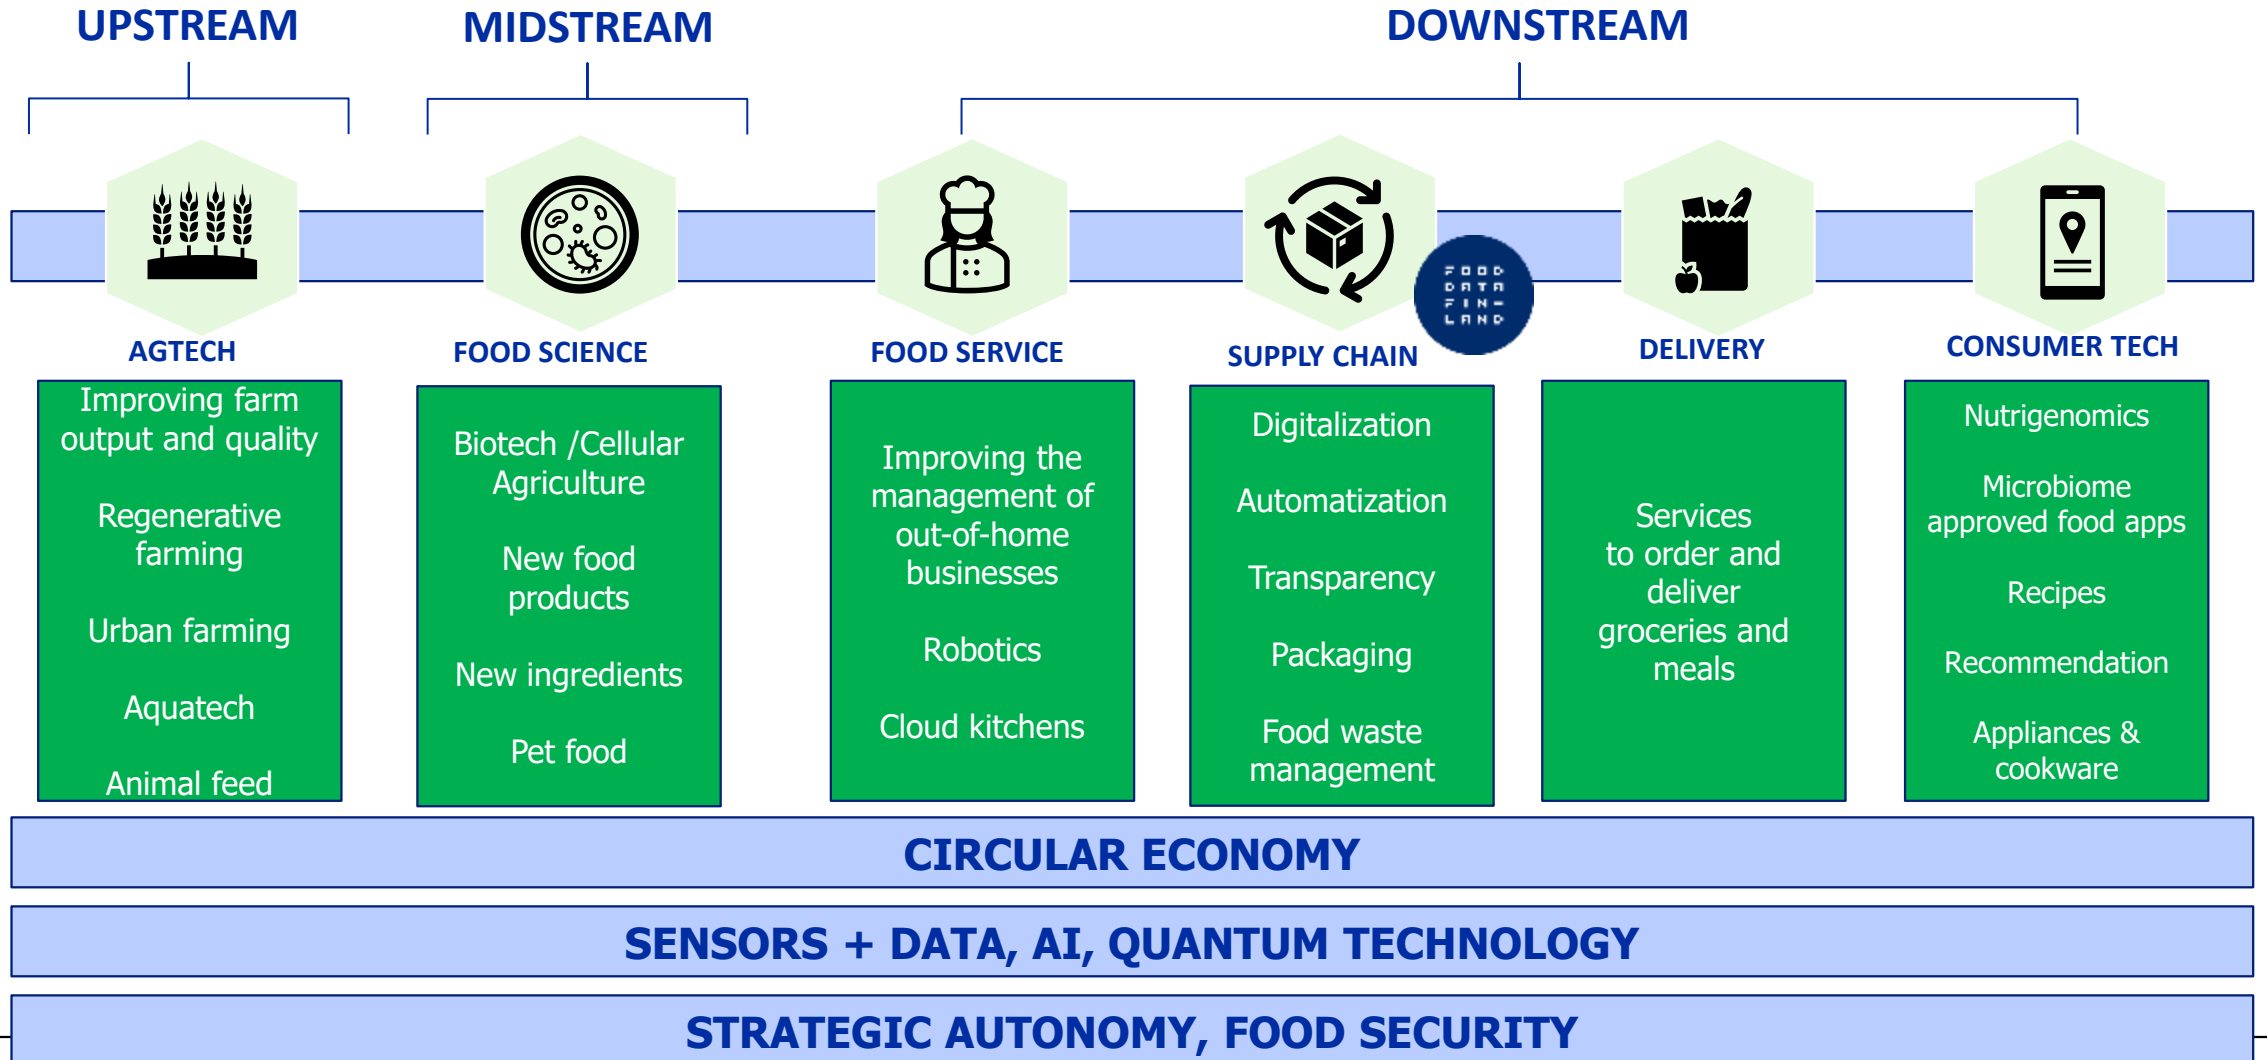 UPSTREAM
MIDSTREAM
DOWNSTREAM
FOOD
DATA
FIN-
LAND
AGTECH
FOOD SCIENCE
FOOD SERVICE
SUPPLY CHAIN
DELIVERY
CONSUMER TECH
Improving farm
output and quality
Regenerative
farming
Urban farming
Aquatech
Animal feed
Biotech /Cellular
Agriculture
New food
products
New ingredients
Pet food
Improving the
management of
out-of-home
businesses
Robotics
Cloud kitchens
Digitalization
Automatization
Transparency
Packaging
Food waste
management
Services
to order and
deliver
groceries and
meals
Nutrigenomics
Microbiome
approved food apps
Recipes
Recommendation
Appliances &
cookware
CIRCULAR ECONOMY
SENSORS + DATA, AI, QUANTUM TECHNOLOGY
STRATEGIC AUTONOMY, FOOD SECURITY